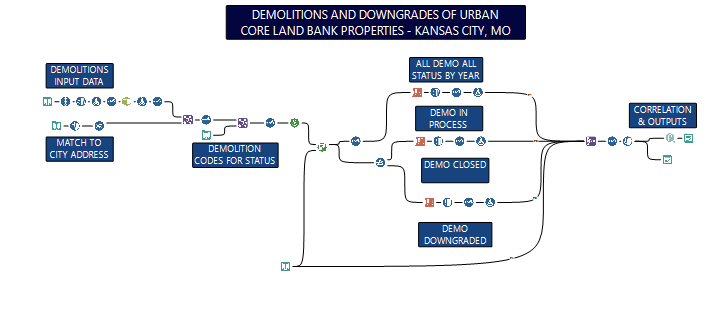 DEMOLITIONS AND DOWNGRADES OF URBAN
CORE LAND BANK PROPERTIES - KANSAS CITY, MO
DEMOLITIONS
INPUT DATA
MATCH TO
CITY ADDRESS
DEMOLITION
CODES FOR STATUS
ALL DEMO ALL
STATUS BY YEAR
DEMO IN
PROCESS
DEMO CLOSED
DEMO
DOWNGRADED
CORRELATION
& OUTPUTS